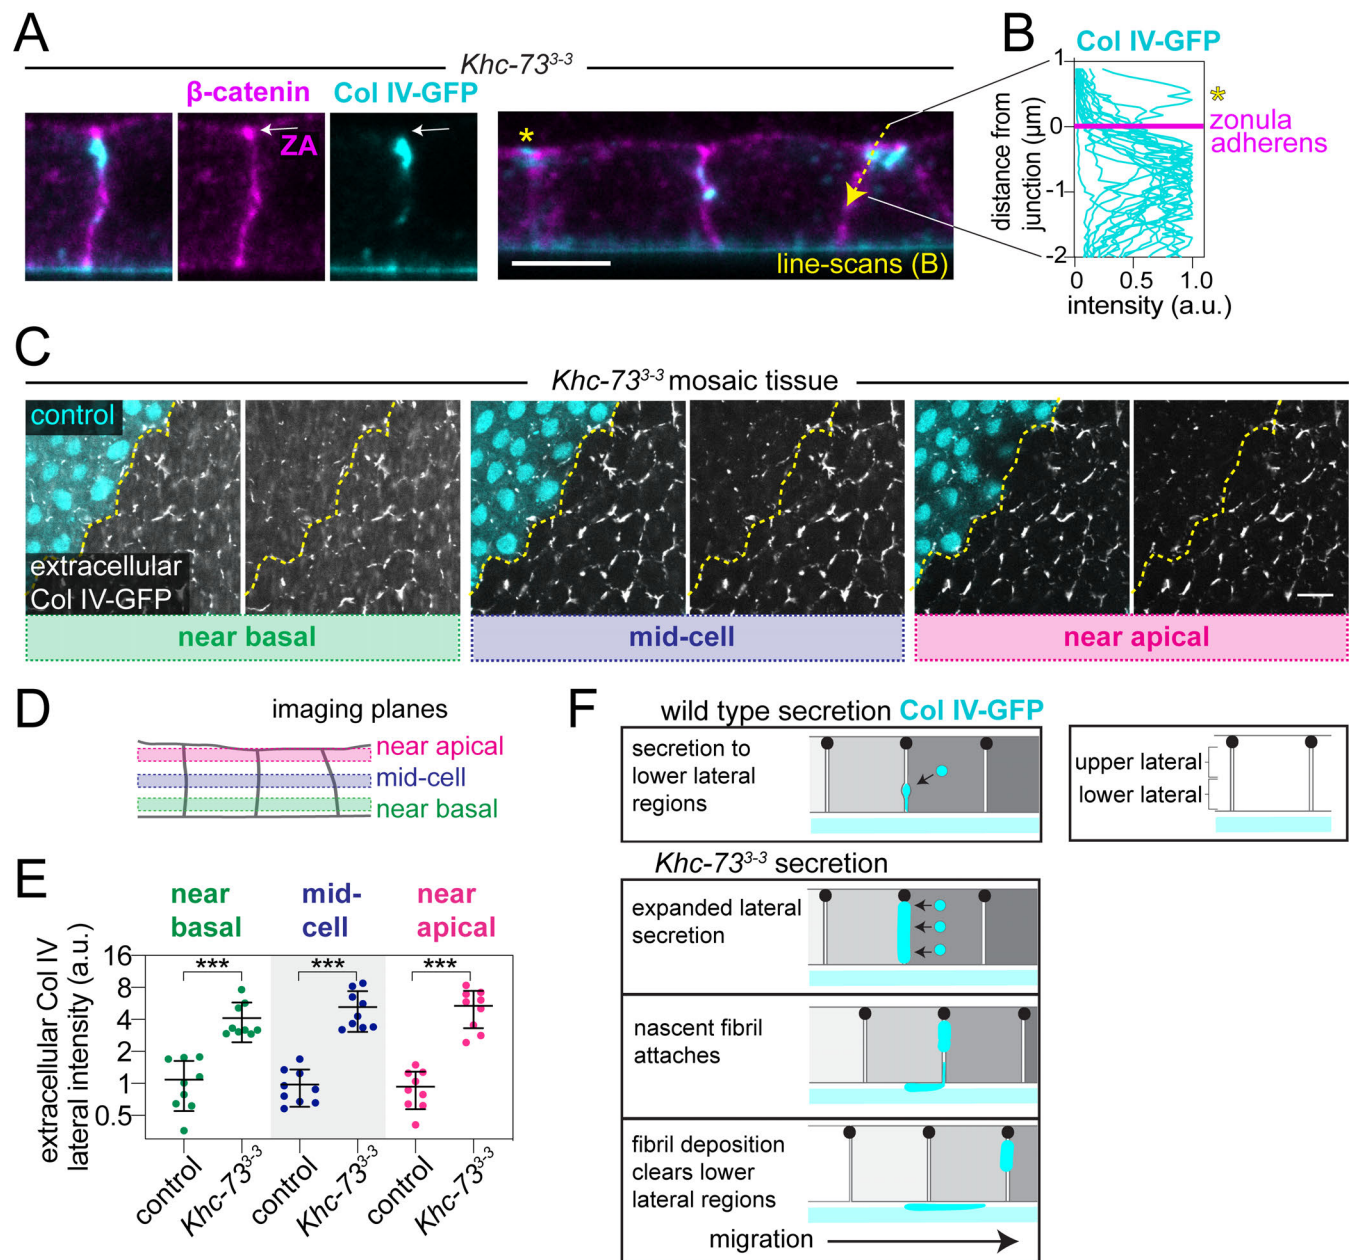 A
Khc-73³⁻³
β-catenin
Col IV-GFP
ZA
*
line-scans (B)
B
Col IV-GFP
1
0
-1
-2
distance from
junction (µm)
*
zonula
adherens
0
0.5
1.0
intensity (a.u.)
C
Khc-73³⁻³ mosaic tissue
control
extracellular
Col IV-GFP
near basal
mid-cell
near apical
D
imaging planes
near apical
mid-cell
near basal
E
near
basal
mid-
cell
near
apical
extracellular Col IV
lateral intensity (a.u.)
16
8
4
2
1
0.5
***
***
***
control
Khc-73³⁻³
control
Khc-73³⁻³
control
Khc-73³⁻³
F
wild type secretion Col IV-GFP
secretion to
lower lateral
regions
upper lateral
lower lateral
Khc-73³⁻³ secretion
expanded lateral
secretion
nascent fibril
attaches
fibril deposition
clears lower
lateral regions
migration